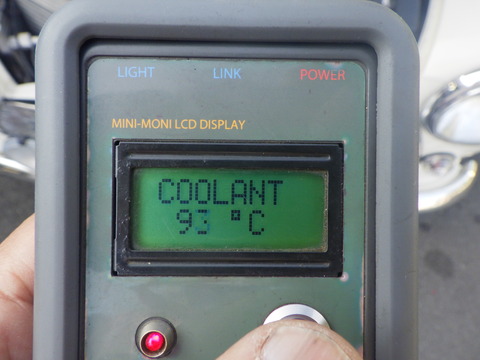 LIGHT LINK POWER
MINI-MONI LCD DISPLAY
COOLANT
93 °C